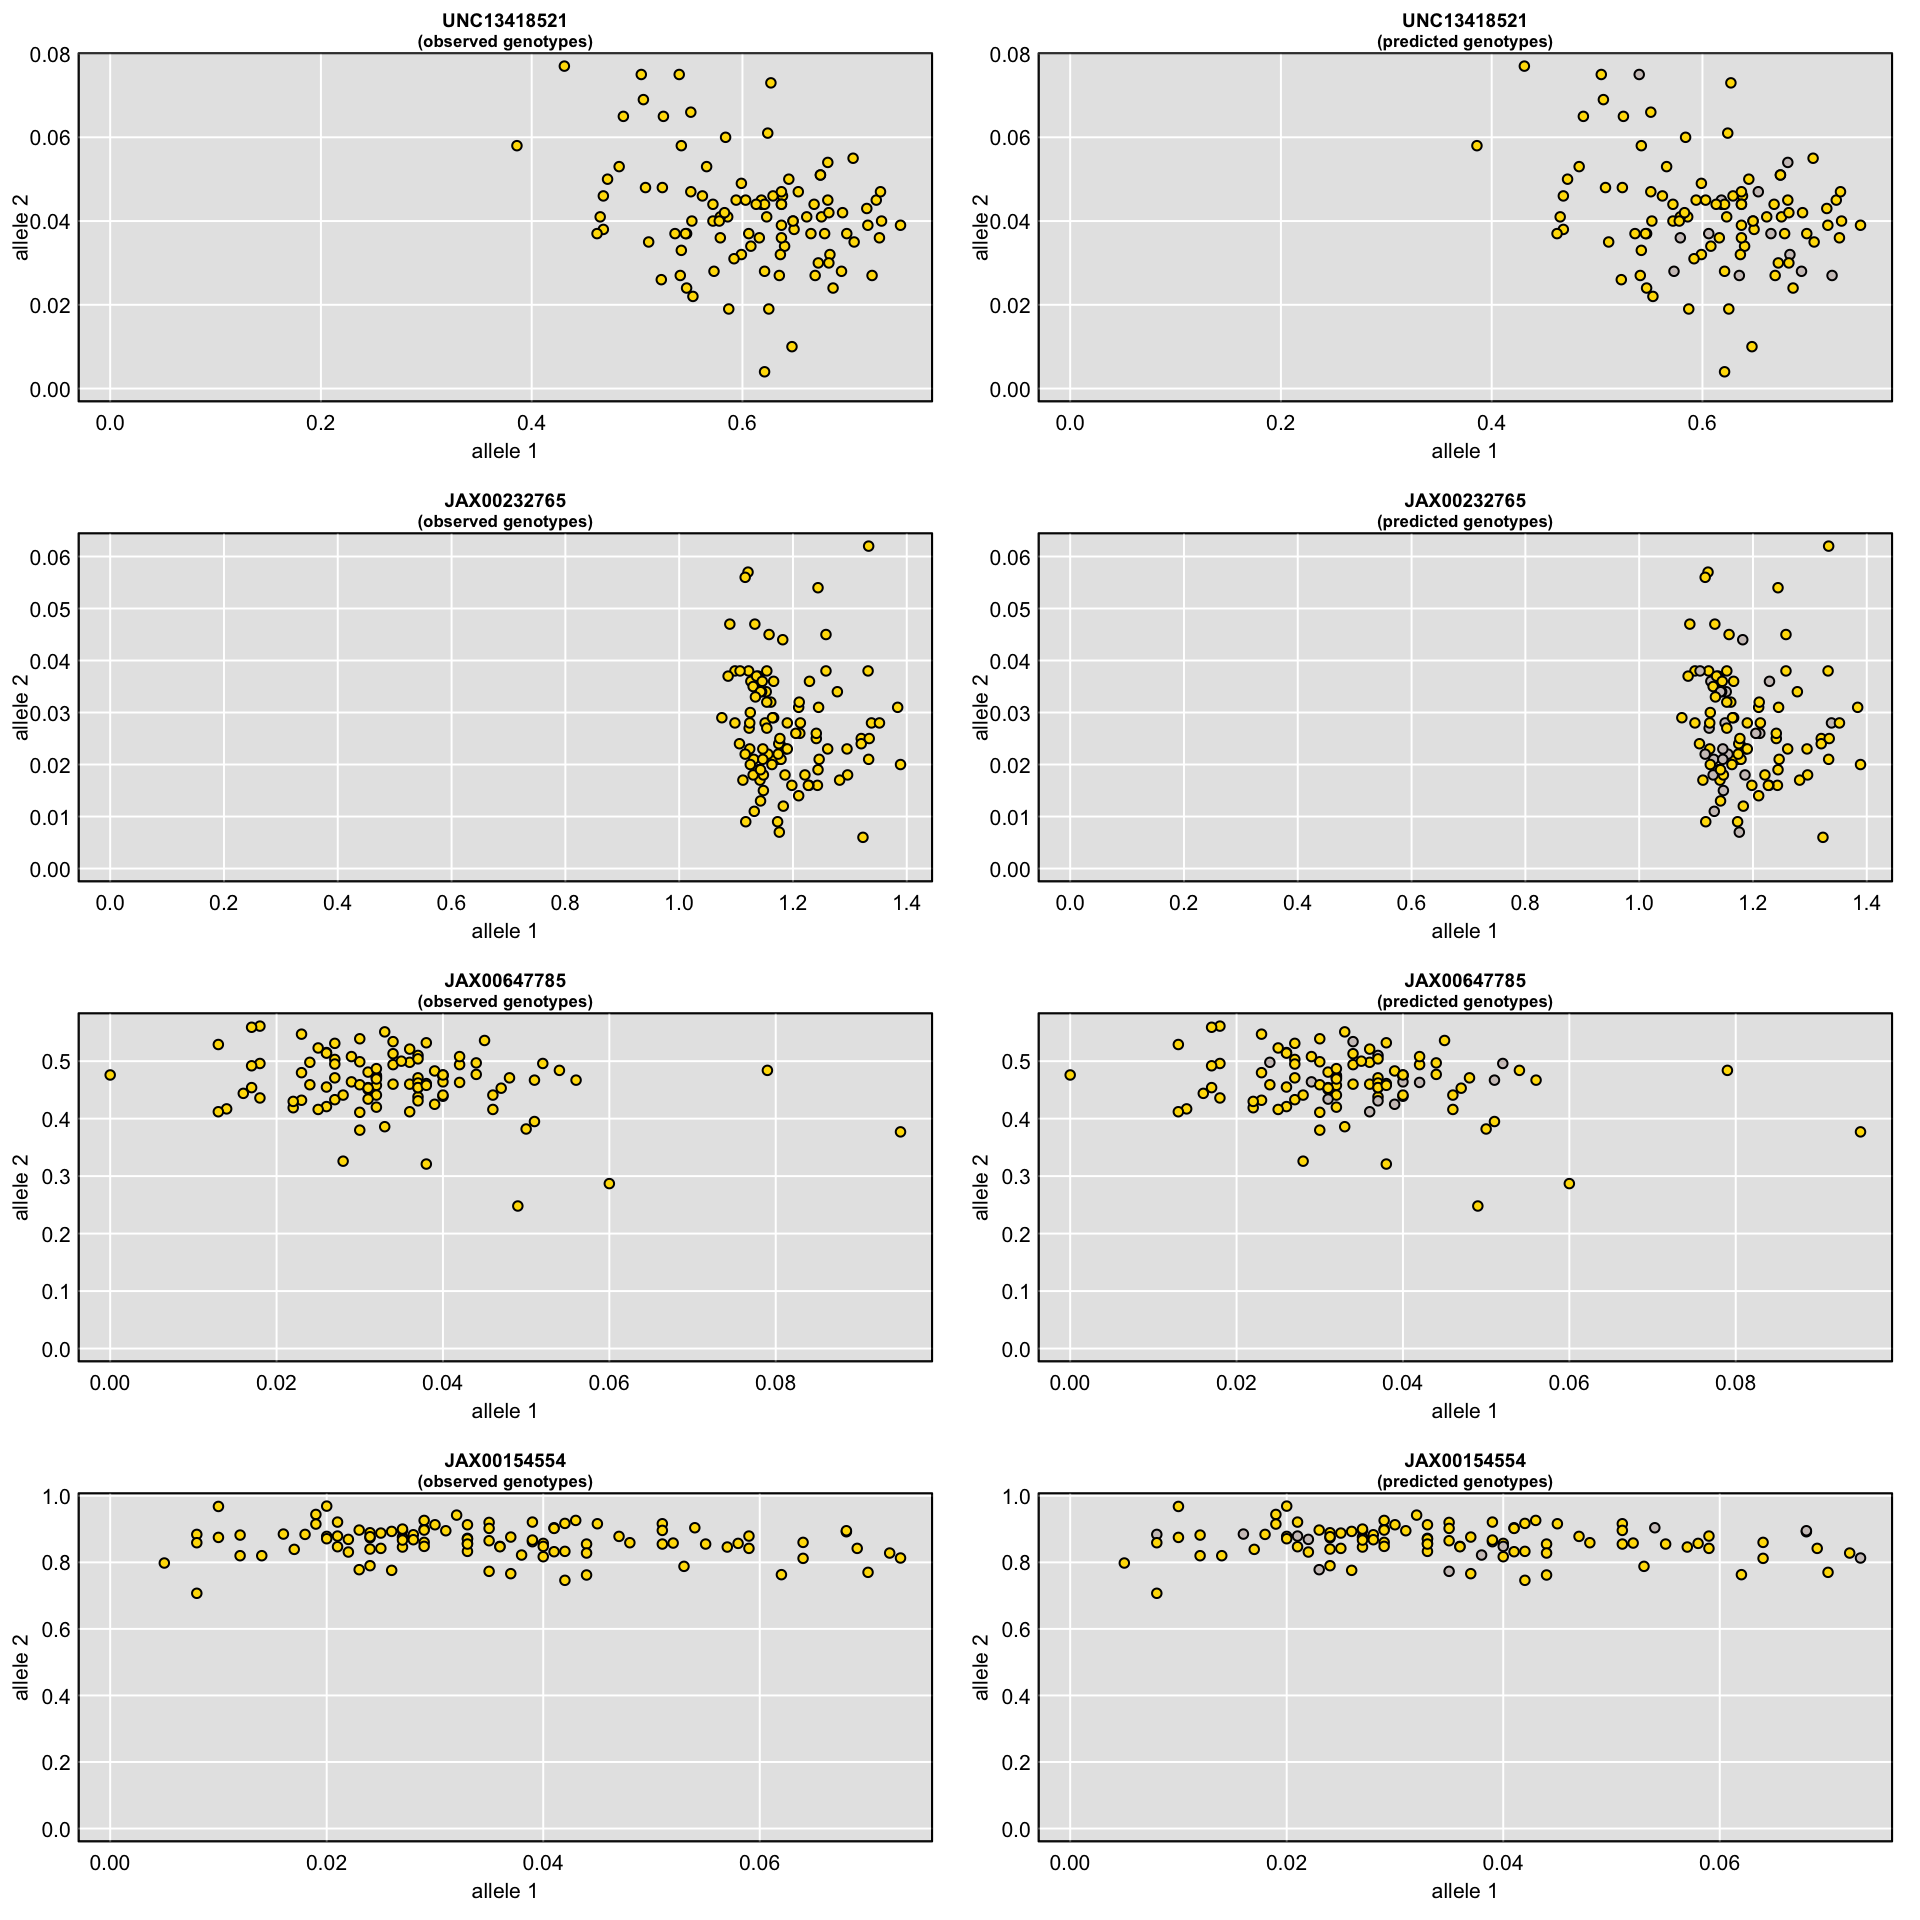 UNC13418521
(observed genotypes)
0.08
0.06
0.04
0.02
0.00
allele 2
0.0 0.2 0.4 0.6
allele 1
UNC13418521
(predicted genotypes)
0.08
0.06
0.04
0.02
0.00
allele 2
0.0 0.2 0.4 0.6
allele 1
JAX00232765
(observed genotypes)
0.06
0.05
0.04
0.03
0.02
0.01
0.00
allele 2
0.0 0.2 0.4 0.6 0.8 1.0 1.2 1.4
allele 1
JAX00232765
(predicted genotypes)
0.06
0.05
0.04
0.03
0.02
0.01
0.00
allele 2
0.0 0.2 0.4 0.6 0.8 1.0 1.2 1.4
allele 1
JAX00647785
(observed genotypes)
0.5
0.4
0.3
0.2
0.1
0.0
allele 2
0.00 0.02 0.04 0.06 0.08
allele 1
JAX00647785
(predicted genotypes)
0.5
0.4
0.3
0.2
0.1
0.0
allele 2
0.00 0.02 0.04 0.06 0.08
allele 1
JAX00154554
(observed genotypes)
1.0
0.8
0.6
0.4
0.2
0.0
allele 2
0.00 0.02 0.04 0.06
allele 1
JAX00154554
(predicted genotypes)
1.0
0.8
0.6
0.4
0.2
0.0
allele 2
0.00 0.02 0.04 0.06
allele 1